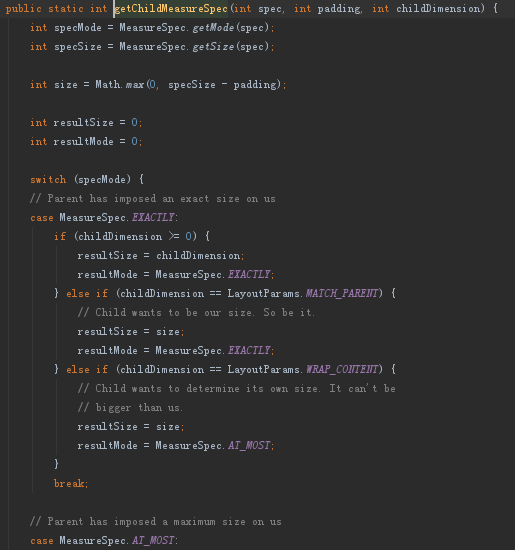 public static int getChildMeasureSpec(int spec, int padding, int childDimension) {
int specMode = MeasureSpec.getMode(spec);
int specSize = MeasureSpec.getSize(spec);
int size = Math.max(0, specSize - padding);
int resultSize = 0;
int resultMode = 0;
switch (specMode) {
// Parent has imposed an exact size on us
case MeasureSpec.EXACTLY:
if (childDimension >= 0) {
resultSize = childDimension;
resultMode = MeasureSpec.EXACTLY;
} else if (childDimension == LayoutParams.MATCH_PARENT) {
// Child wants to be our size. So be it.
resultSize = size;
resultMode = MeasureSpec.EXACTLY;
} else if (childDimension == LayoutParams.WRAP_CONTENT) {
// Child wants to determine its own size. It can't be
// bigger than us.
resultSize = size;
resultMode = MeasureSpec.AT_MOST;
}
break;
// Parent has imposed a maximum size on us
case MeasureSpec.AT_MOST: